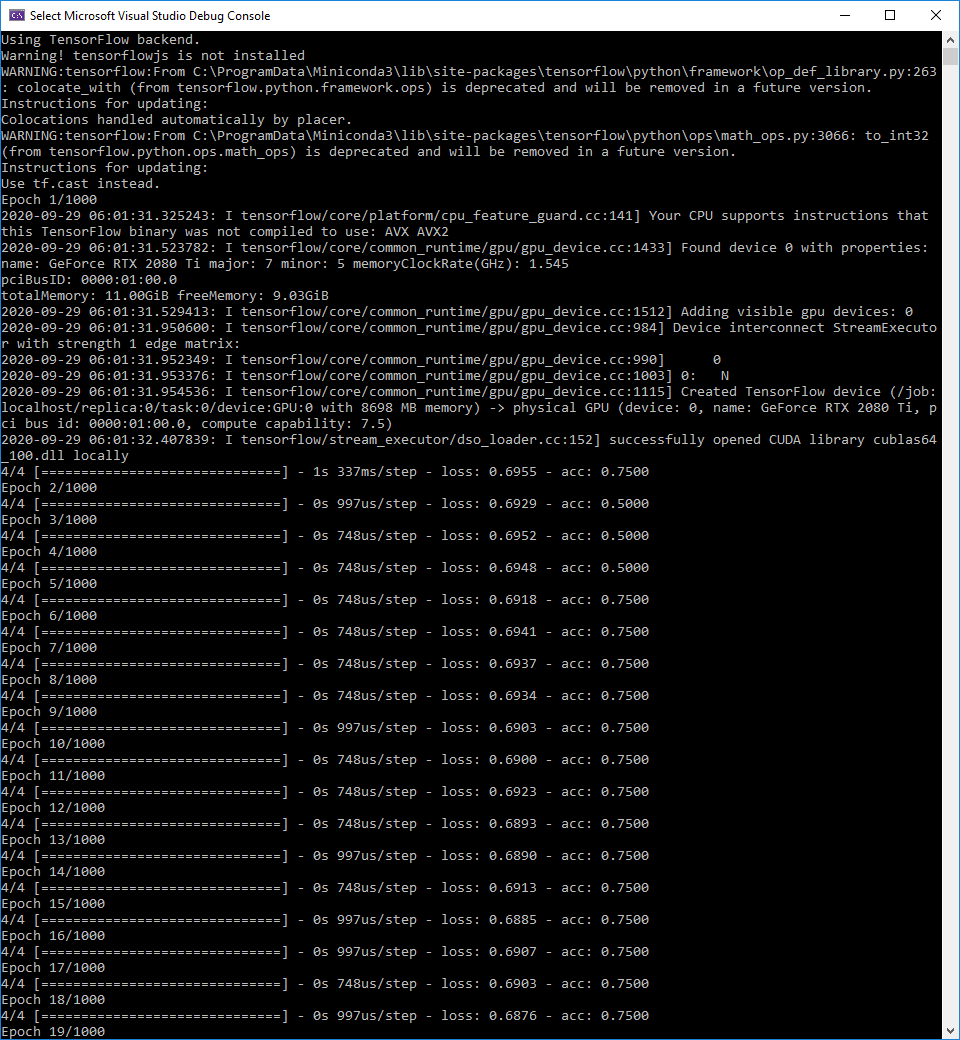 Select Microsoft Visual Studio Debug Console
Using TensorFlow backend.
Warning! tensorflowjs is not installed
WARNING:tensorflow:From C:\ProgramData\Miniconda3\lib\site-packages\tensorflow\python\framework\op_def_library.py:263
: colocate_with (from tensorflow.python.framework.ops) is deprecated and will be removed in a future version.
Instructions for updating:
Colocations handled automatically by placer.
WARNING:tensorflow:From C:\ProgramData\Miniconda3\lib\site-packages\tensorflow\python\ops\math_ops.py:3066: to_int32
(from tensorflow.python.ops.math_ops) is deprecated and will be removed in a future version.
Instructions for updating:
Use tf.cast instead.
Epoch 1/1000
2020-09-29 06:01:31.325243: I tensorflow/core/platform/cpu_feature_guard.cc:141] Your CPU supports instructions that
this TensorFlow binary was not compiled to use: AVX AVX2
2020-09-29 06:01:31.523782: I tensorflow/core/common_runtime/gpu/gpu_device.cc:1433] Found device 0 with properties:
name: GeForce RTX 2080 Ti major: 7 minor: 5 memoryClockRate(GHz): 1.545
pciBusID: 0000:01:00.0
totalMemory: 11.00GiB freeMemory: 9.03GiB
2020-09-29 06:01:31.529413: I tensorflow/core/common_runtime/gpu/gpu_device.cc:1512] Adding visible gpu devices: 0
2020-09-29 06:01:31.950600: I tensorflow/core/common_runtime/gpu/gpu_device.cc:984] Device interconnect StreamExecuto
r with strength 1 edge matrix:
2020-09-29 06:01:31.952349: I tensorflow/core/common_runtime/gpu/gpu_device.cc:990]      0
2020-09-29 06:01:31.953376: I tensorflow/core/common_runtime/gpu/gpu_device.cc:1003] 0:   N
2020-09-29 06:01:31.954536: I tensorflow/core/common_runtime/gpu/gpu_device.cc:1115] Created TensorFlow device (/job:
localhost/replica:0/task:0/device:GPU:0 with 8698 MB memory) -> physical GPU (device: 0, name: GeForce RTX 2080 Ti, p
ci bus id: 0000:01:00.0, compute capability: 7.5)
2020-09-29 06:01:32.407839: I tensorflow/stream_executor/dso_loader.cc:152] successfully opened CUDA library cublas64
_100.dll locally
4/4 [==============================] - 1s 337ms/step - loss: 0.6955 - acc: 0.7500
Epoch 2/1000
4/4 [==============================] - 0s 997us/step - loss: 0.6929 - acc: 0.5000
Epoch 3/1000
4/4 [==============================] - 0s 748us/step - loss: 0.6952 - acc: 0.5000
Epoch 4/1000
4/4 [==============================] - 0s 748us/step - loss: 0.6948 - acc: 0.5000
Epoch 5/1000
4/4 [==============================] - 0s 748us/step - loss: 0.6918 - acc: 0.7500
Epoch 6/1000
4/4 [==============================] - 0s 748us/step - loss: 0.6941 - acc: 0.7500
Epoch 7/1000
4/4 [==============================] - 0s 748us/step - loss: 0.6937 - acc: 0.7500
Epoch 8/1000
4/4 [==============================] - 0s 748us/step - loss: 0.6934 - acc: 0.7500
Epoch 9/1000
4/4 [==============================] - 0s 997us/step - loss: 0.6903 - acc: 0.7500
Epoch 10/1000
4/4 [==============================] - 0s 748us/step - loss: 0.6900 - acc: 0.7500
Epoch 11/1000
4/4 [==============================] - 0s 748us/step - loss: 0.6923 - acc: 0.7500
Epoch 12/1000
4/4 [==============================] - 0s 748us/step - loss: 0.6893 - acc: 0.7500
Epoch 13/1000
4/4 [==============================] - 0s 997us/step - loss: 0.6890 - acc: 0.7500
Epoch 14/1000
4/4 [==============================] - 0s 748us/step - loss: 0.6913 - acc: 0.7500
Epoch 15/1000
4/4 [==============================] - 0s 997us/step - loss: 0.6885 - acc: 0.7500
Epoch 16/1000
4/4 [==============================] - 0s 997us/step - loss: 0.6907 - acc: 0.7500
Epoch 17/1000
4/4 [==============================] - 0s 748us/step - loss: 0.6903 - acc: 0.7500
Epoch 18/1000
4/4 [==============================] - 0s 997us/step - loss: 0.6876 - acc: 0.7500
Epoch 19/1000